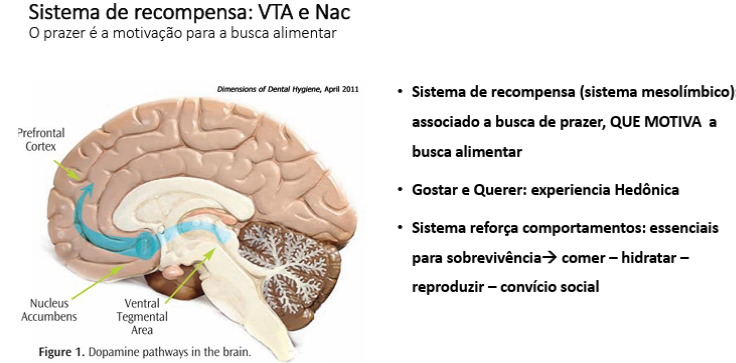 Sistema de recompensa: VTA e Nac
O prazer é a motivação para a busca alimentar
Dimensions of Dental Hygiene, April 2011
Prefrontal
Cortex
Nucleus
Accumbens
Ventral
Tegmental
Area
Figure 1. Dopamine pathways in the brain.
• Sistema de recompensa (sistema mesolímbico):
associado a busca de prazer, QUE MOTIVA a
busca alimentar
• Gostar e Querer: experiencia Hedônica
• Sistema reforça comportamentos: essenciais
para sobrevivência→ comer – hidratar –
reproduzir – convício social